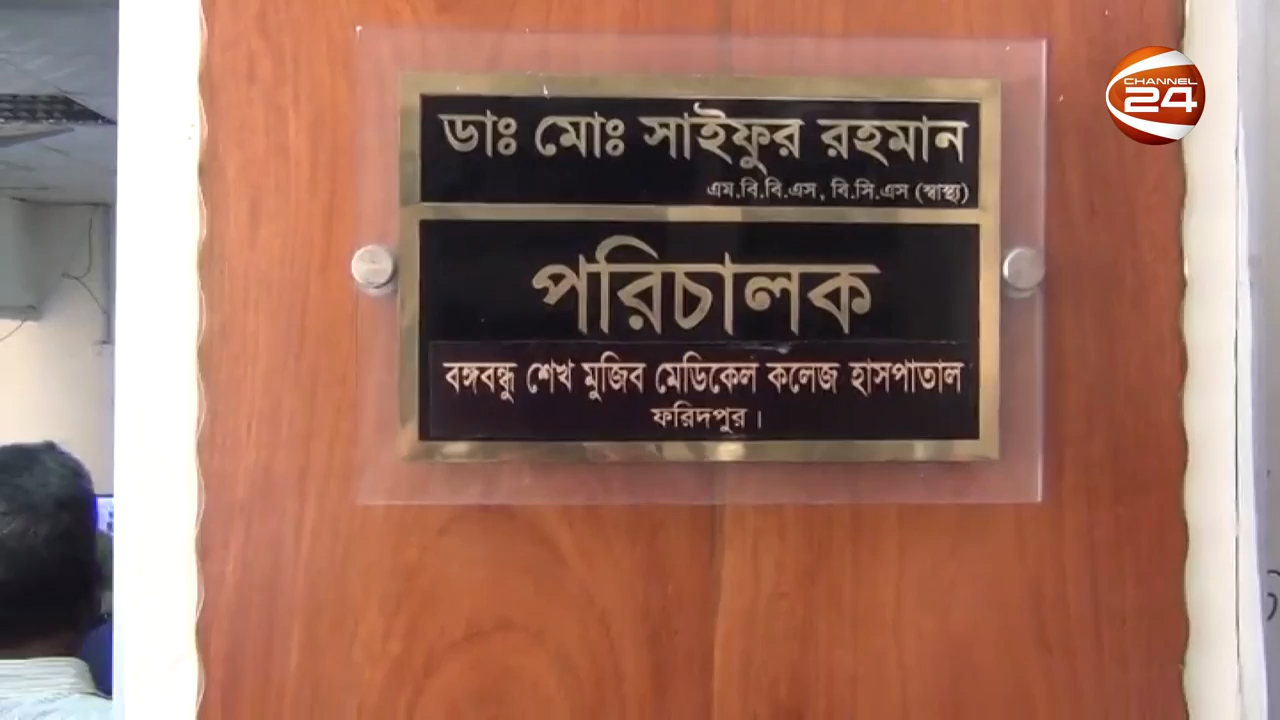 CHANNEL
24
ডাঃ মোঃ সাইফুর রহমান
এম.বি.বি.এস, বি.সি.এস (স্বাস্থ্য)
পরিচালক
বঙ্গবন্ধু শেখ মুজিব মেডিকেল কলেজ হাসপাতাল
ফরিদপুর।